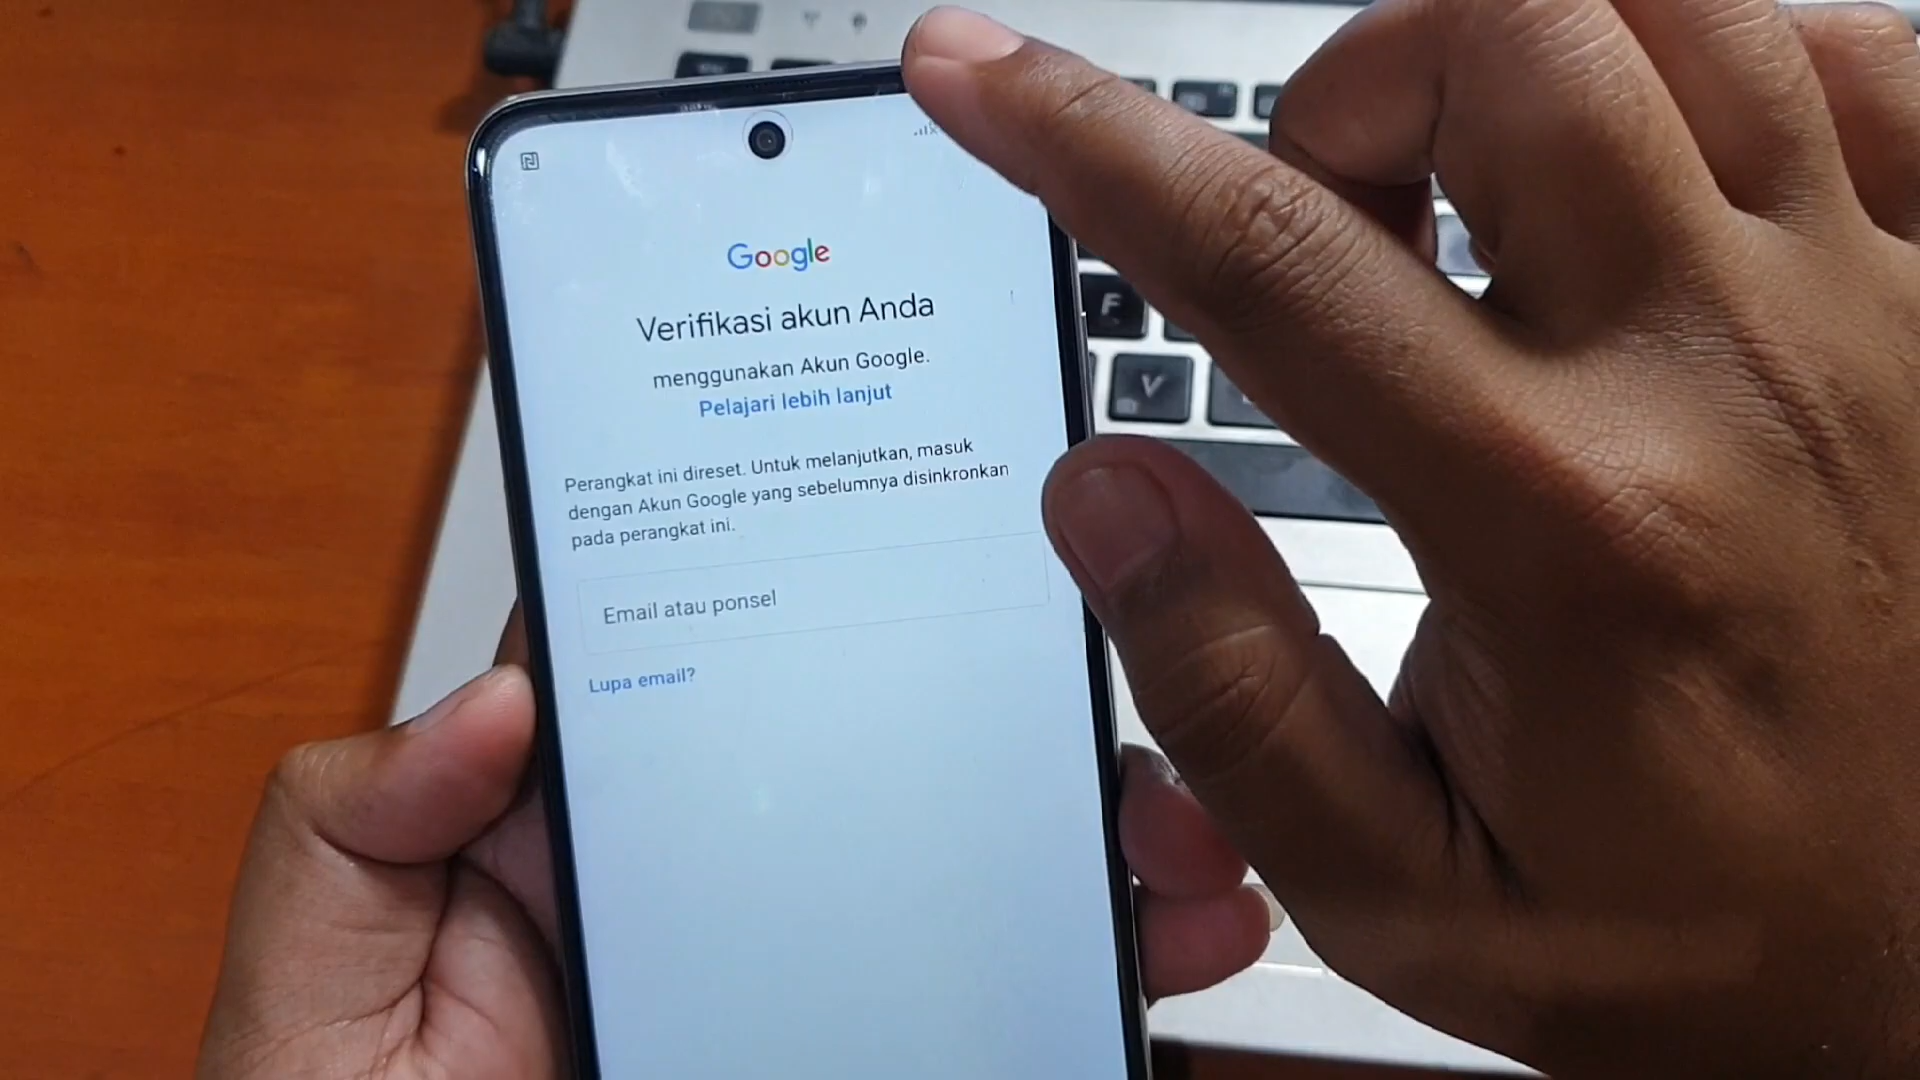 Google
Verifikasi akun Anda
menggunakan Akun Google.
Pelajari lebih lanjut
Perangkat ini direset. Untuk melanjutkan, masuk
dengan Akun Google yang sebelumnya disinkronkan
pada perangkat ini.
Email atau ponsel
Lupa email?
F
V